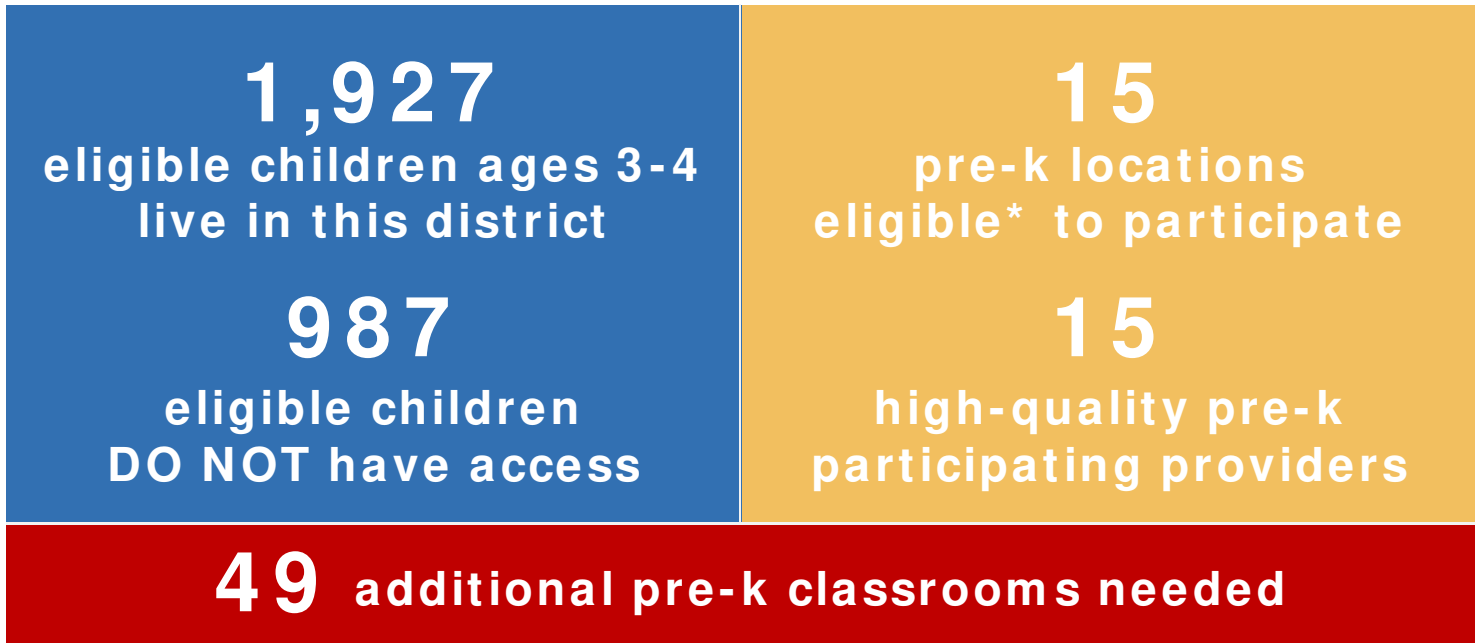 1,927
eligible children ages 3-4
live in this district
987
eligible children
DO NOT have access
15
pre-k locations
eligible* to participate
15
high-quality pre-k
participating providers
49 additional pre-k classrooms needed